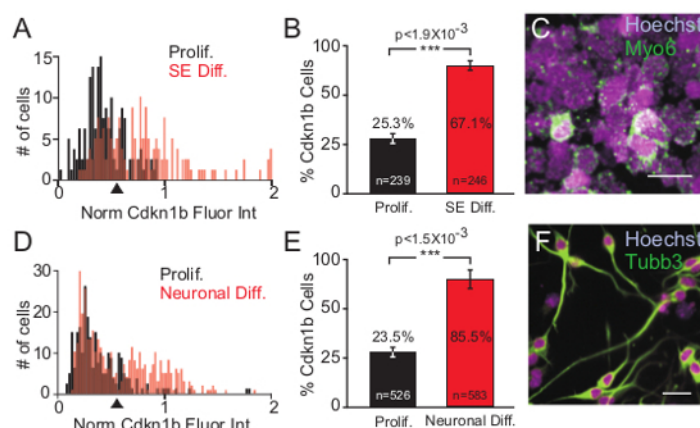 A
Prolif.
SE Diff.
15
10
5
0
# of cells
0
1
2
Norm Cdkn1b Fluor Int
B
p<1.9X10-3
***
100
75
25
0
% Cdkn1b Cells
25.3%
67.1%
n=239
n=246
Prolif.
SE Diff.
C
Hoechst
Myo6
D
Prolif.
Neuronal Diff.
30
20
10
0
# of cells
0
1
2
Norm Cdkn1b Fluor Int
E
p<1.5X10-3
***
100
75
25
0
% Cdkn1b Cells
23.5%
85.5%
n=526
n=583
Prolif.
Neuronal Diff.
F
Hoechst
Tubb3